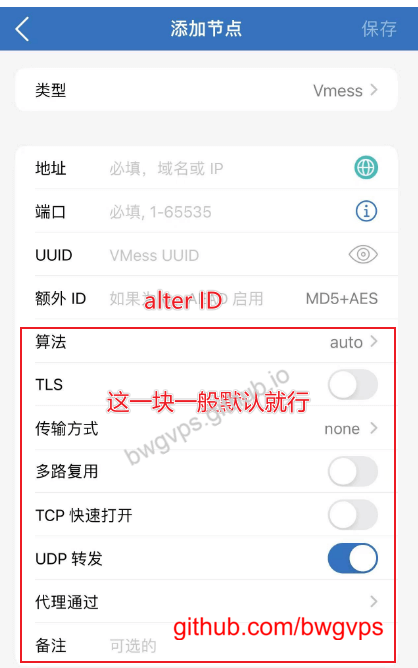 添加节点
保存
类型
Vmess
地址
必填，域名或 IP
端口
必填, 1-65535
UUID
VMess UUID
额外 ID
如果为
启用
MD5+AES
alter ID
算法
auto
TLS
这一块一般默认就行
传输方式
none
bwgvps.github.io
多路复用
TCP 快速打开
UDP 转发
代理通过
github.com/bwgvps
备注
可选的